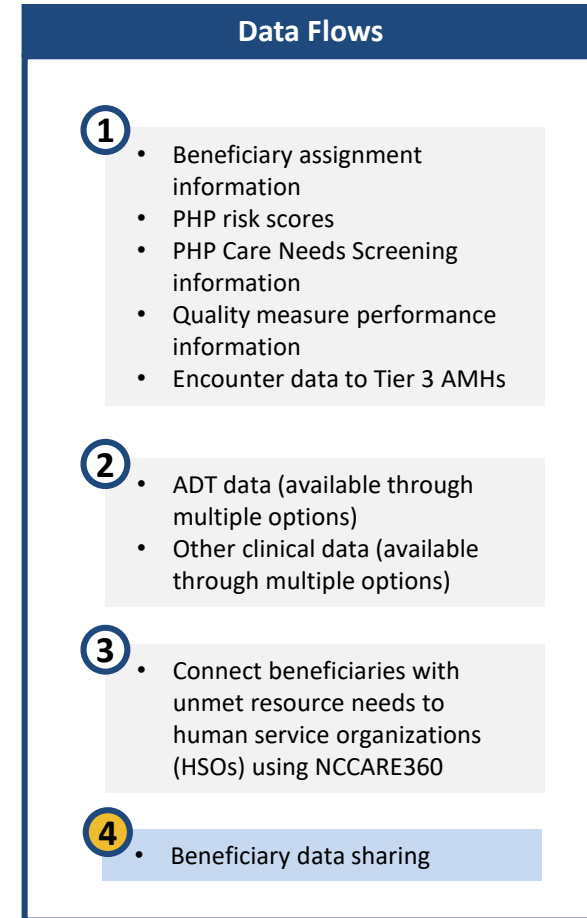 Data Flows
1
• Beneficiary assignment
information
• PHP risk scores
• PHP Care Needs Screening
information
• Quality measure performance
information
• Encounter data to Tier 3 AMHs
2
• ADT data (available through
multiple options)
• Other clinical data (available
through multiple options)
3
• Connect beneficiaries with
unmet resource needs to
human service organizations
(HSOs) using NCCARE360
4
• Beneficiary data sharing